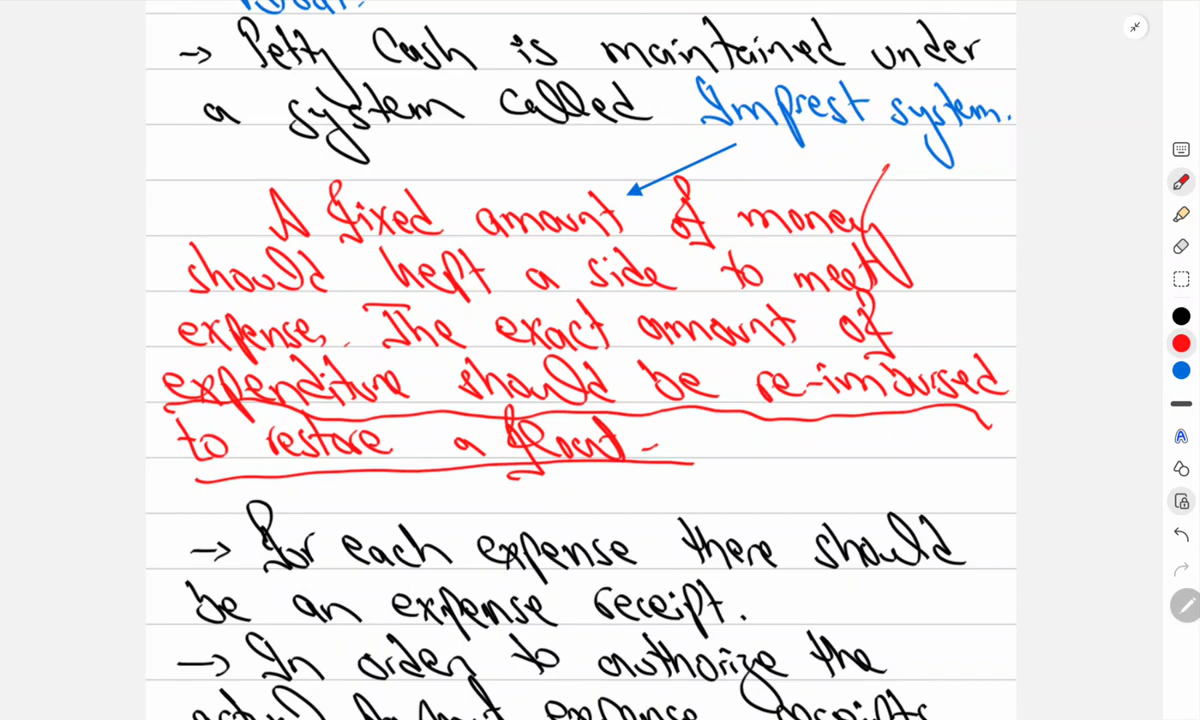 → Petty Cash is maintained under
a system called Imprest system.
A fixed amount of money
should kept a side to meet
expense. The exact amount of
expenditure should be re-imbursed
to restore a float.
→ For each expense there should
be an expense receipt.
→ In order to authorize the
expense receipts